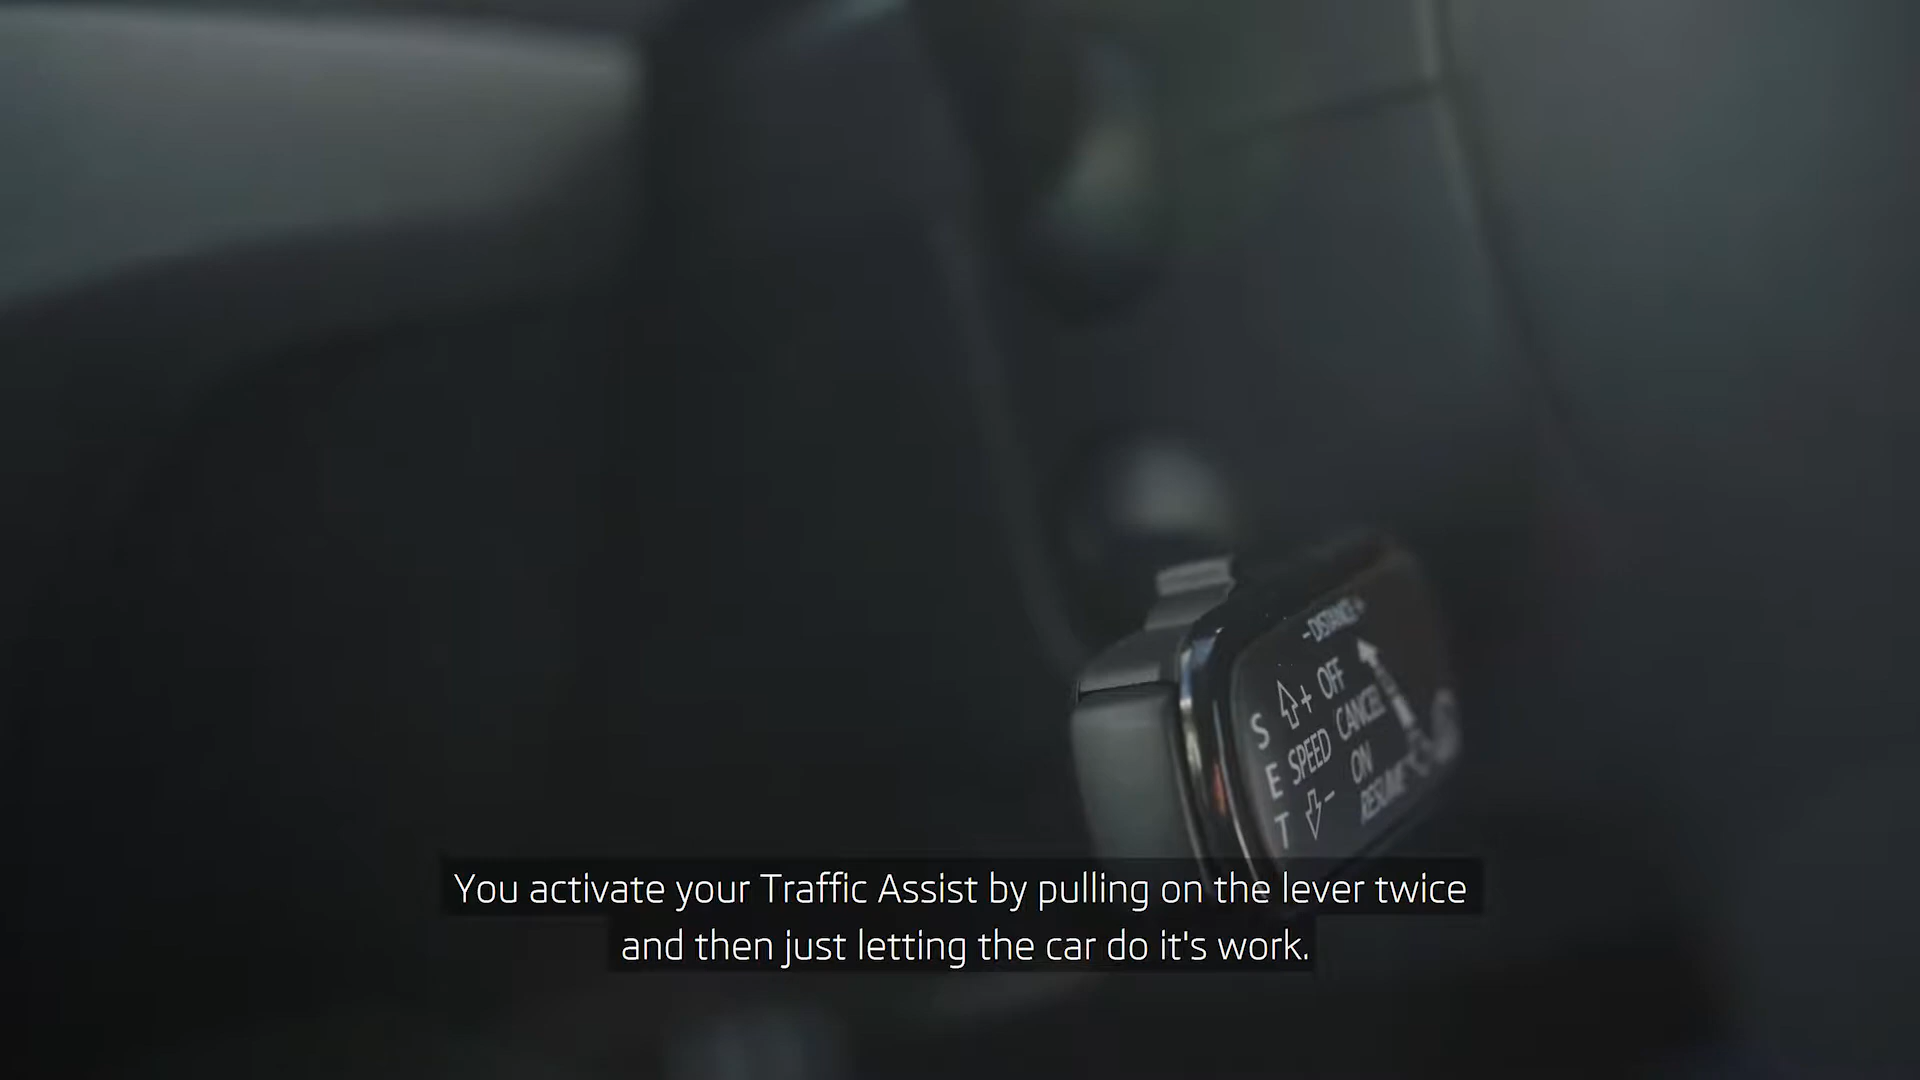 - DISTANCE +
+ OFF
SPEED CANCEL
- ON
RESUME
SET
You activate your Traffic Assist by pulling on the lever twice
and then just letting the car do it's work.